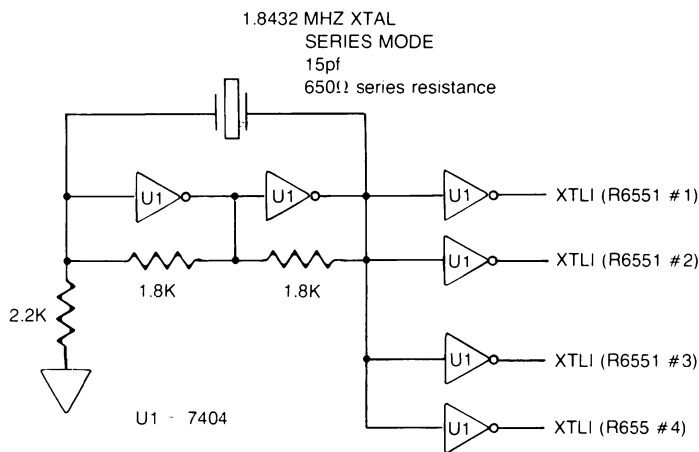 1.8432 MHZ XTAL
SERIES MODE
15pf
650Ω series resistance
U1
U1
U1
XTLI (R6551 #1)
1.8K
1.8K
U1
XTLI (R6551 #2)
2.2K
U1
XTLI (R6551 #3)
U1 - 7404
U1
XTLI (R655 #4)